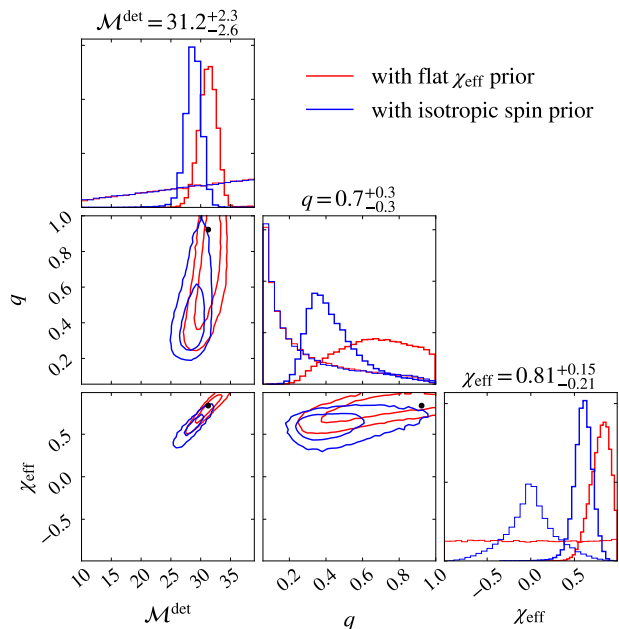 𝓜^det = 31.2^{+2.3}_{−2.6}
with flat χ_eff prior
with isotropic spin prior
q = 0.7^{+0.3}_{−0.3}
1.0
0.8
0.6
0.4
0.2
q
χ_eff = 0.81^{+0.15}_{−0.21}
0.5
0.0
−0.5
χ_eff
10 15 20 25 30 35
0.2 0.4 0.6 0.8 1.0
−0.5 0.0 0.5
𝓜^det
q
χ_eff